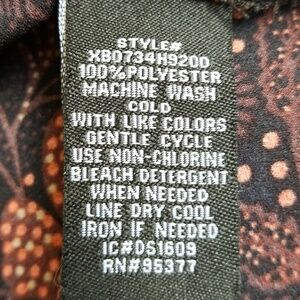 STYLE#
XB0734H9200
100%POLYESTER
MACHINE WASH
COLD
WITH LIKE COLORS
GENTLE CYCLE
USE NON-CHLORINE
BLEACH DETERGENT
WHEN NEEDED
LINE DRY COOL
IRON IF NEEDED
IC#DS1609
RN#95377